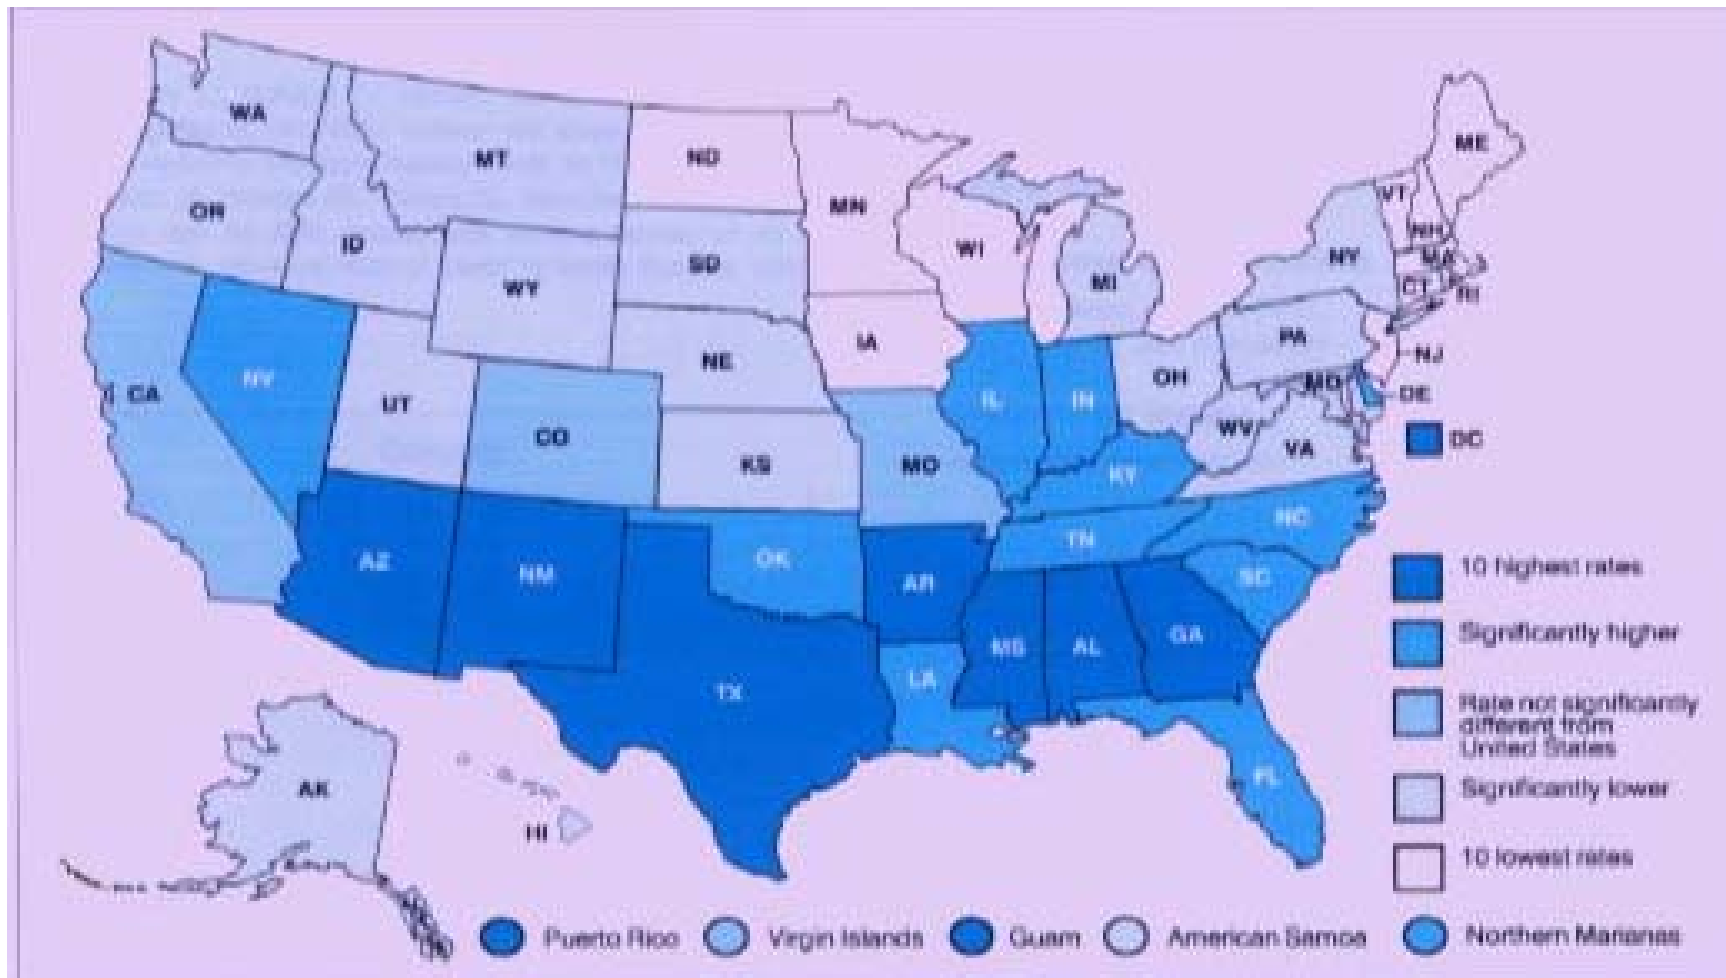 WA
MT
ND
MN
ME
OR
ID
WY
SD
WI
MI
NY
VT
NH
MA
CT
RI
CA
NV
UT
CO
NE
KS
IA
MO
IL
IN
OH
PA
NJ
MD
DE
DC
WV
VA
KY
TN
NC
SC
AZ
NM
OK
AR
TX
LA
MS
AL
GA
FL
AK
HI
10 highest rates
Significantly higher
Rate not significantly
different from
United States
Significantly lower
10 lowest rates
Puerto Rico
Virgin Islands
Guam
American Samoa
Northern Marianas